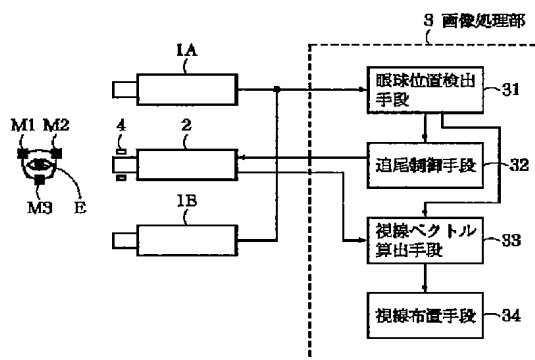 3 画像処理部
1A
眼球位置検出
手段
31
M1 M2
4
2
追尾制御手段
32
M3
E
1B
視線ベクトル
算出手段
33
視線布置手段
34